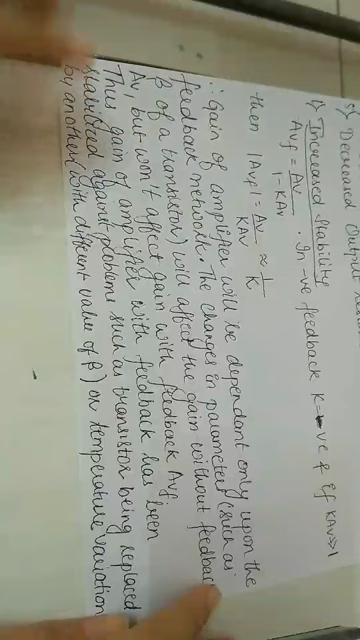 3) Decreased Output
4) Increased Stability
Avf = Av / 1-KAv . In -ve feedback K = -ve & if KAv>>1
then |Avf| = Av / KAv ≈ 1/K
∴ Gain of amplifier will be dependant only upon the
feedback network. The changes in parameter (such as
β of a transistor) will affect the gain without feedbac
Av, but won't affect gain with feedback Avf.
Thus gain of amplifier with feedback has been
stabilised against problems such as transistor being replaced
by another (with different value of β) or temperature variation